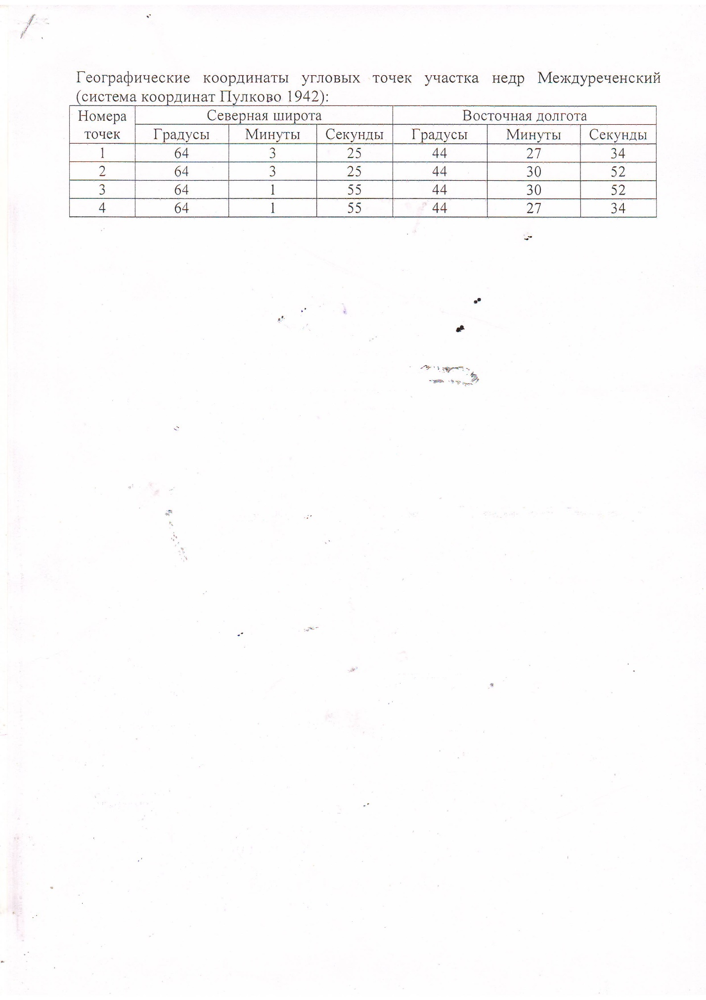 Географические координаты угловых точек участка недр Междуреченский
(система координат Пулково 1942):
Номера точек Северная широта Восточная долгота
Градусы Минуты Секунды Градусы Минуты Секунды
1 64 3 25 44 27 34
2 64 3 25 44 30 52
3 64 1 55 44 30 52
4 64 1 55 44 27 34